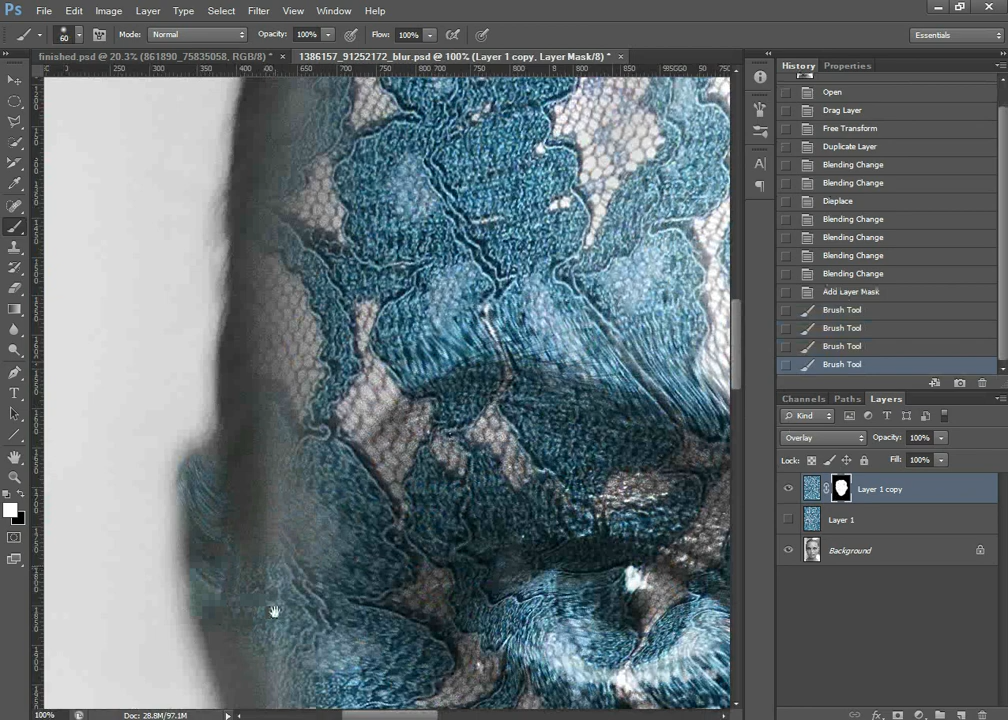 Ps File Edit Image Layer Type Select Filter View Window Help
60 Mode: Normal Opacity: 100% Flow: 100% Essentials
finished.psd @ 20.3% (861890_75835058, RGB/8) * × 1386157_91252172_blur.psd @ 100% (Layer 1 copy, Layer Mask/8) * ×
History Properties
Open
Drag Layer
Free Transform
Duplicate Layer
Blending Change
Blending Change
Displace
Blending Change
Blending Change
Blending Change
Blending Change
Add Layer Mask
Brush Tool
Brush Tool
Brush Tool
Brush Tool
Channels Paths Layers
Kind
Overlay Opacity: 100%
Lock: Fill: 100%
Layer 1 copy
Layer 1
Background
100% Doc: 28.8M/97.1M